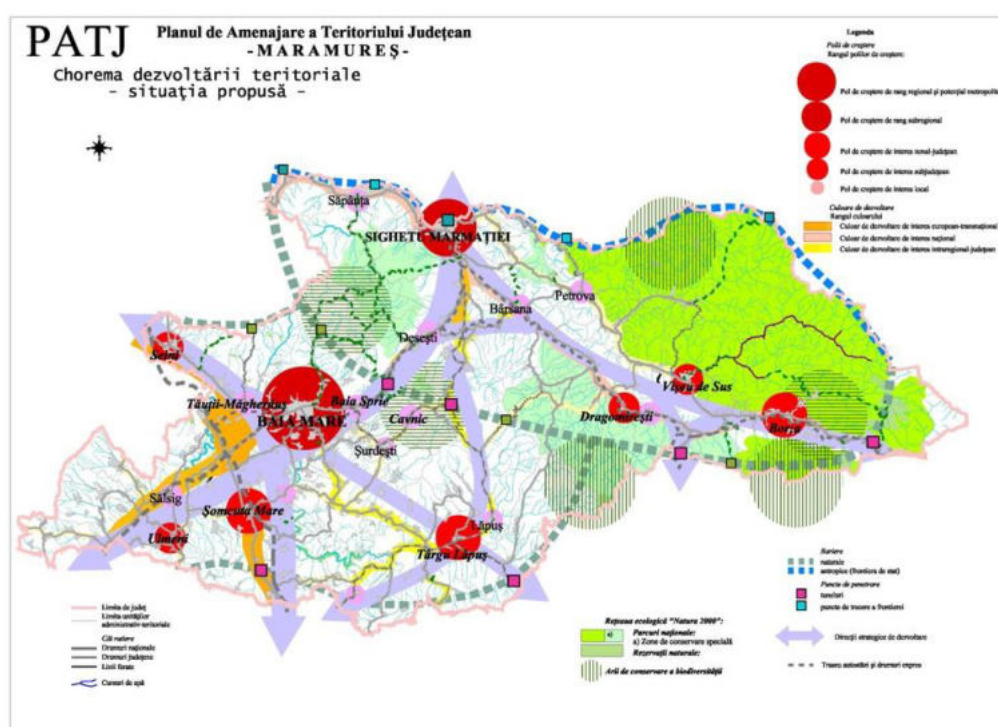 PATJ
Planul de Amenajare a Teritoriului Județean
- M A R A M U R E Ș -
Chorema dezvoltării teritoriale
- situaţia propusă -
Legenda
Polii de creștere
Rangul polilor de creștere:
Pol de creștere de rang regional și potențial metropolita
Pol de creștere de rang subregional
Pol de creștere de interes zonal-județean
Pol de creștere de interes subjudețean
Pol de creștere de interes local
Culoare de dezvoltare
Rangul culoarului
Culoar de dezvoltare de interes european-transnațional
Culoar de dezvoltare de interes național
Culoar de dezvoltare de interes intraregional-județean
Săpânța
SIGHETU MARMAȚIEI
Petrova
Bârsana
Desești
Seini
Vișeu de Sus
Tăuții-Măgherăuș
Baia Sprie
Dragomirești
BAIA MARE
Cavnic
Borșa
Șurdești
Sălsig
Șomcuta Mare
Lăpuș
Ulmeni
Târgu Lăpuș
Bariere
naturale
antropice (frontiera de stat)
Puncte de penetrare
tuneluri
puncte de trecere a frontierei
Direcții strategice de dezvoltare
Traseu autostrăzi și drumuri expres
Limita de județ
Limita unităților
administrativ-teritoriale
Căi rutiere
Drumuri naționale
Drumuri județene
Linii ferate
Cursuri de apă
Rețeaua ecologică "Natura 2000":
a)
Parcuri naționale:
a) Zone de conservare specială
Rezervații naturale:
Arii de conservare a biodiversității